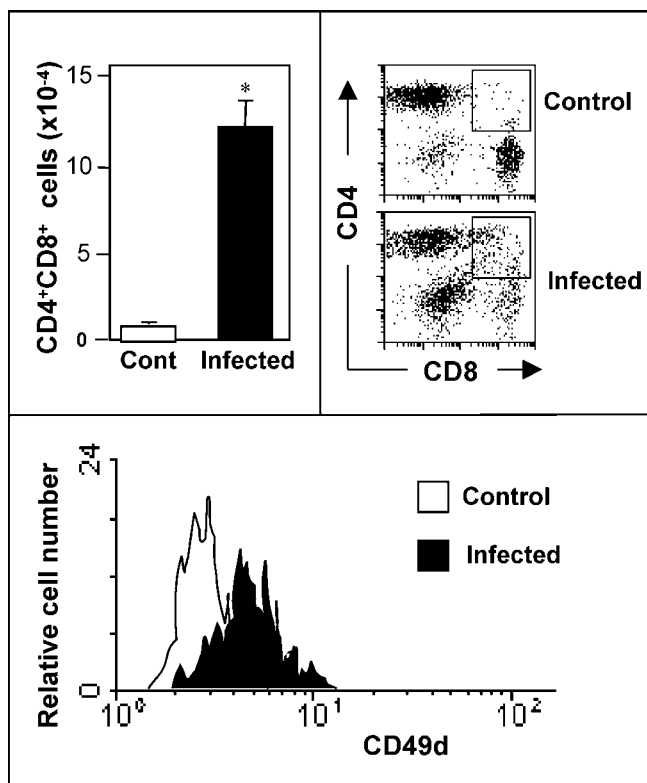 CD4+CD8+ cells (x10-4)
15
10
5
0
*
Cont Infected
CD4
Control
Infected
CD8
Relative cell number
24
0
Control
Infected
10⁰ 10¹ 10²
CD49d